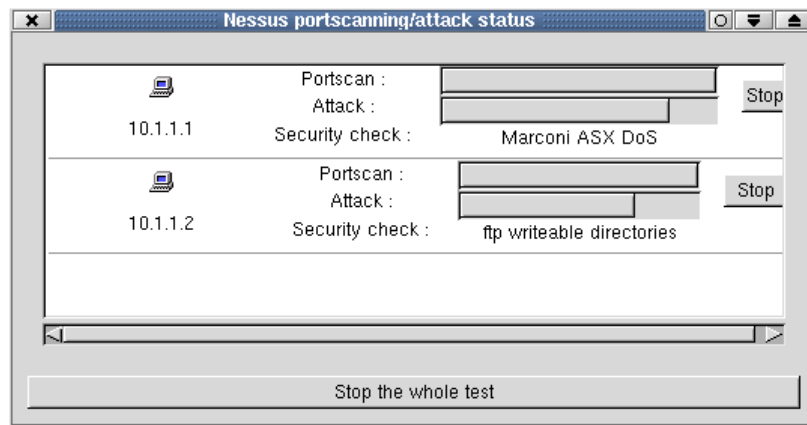 Nessus portscanning/attack status
Portscan :
Attack :
Stop
10.1.1.1
Security check :
Marconi ASX DoS
Portscan :
Attack :
Stop
10.1.1.2
Security check :
ftp writeable directories
Stop the whole test